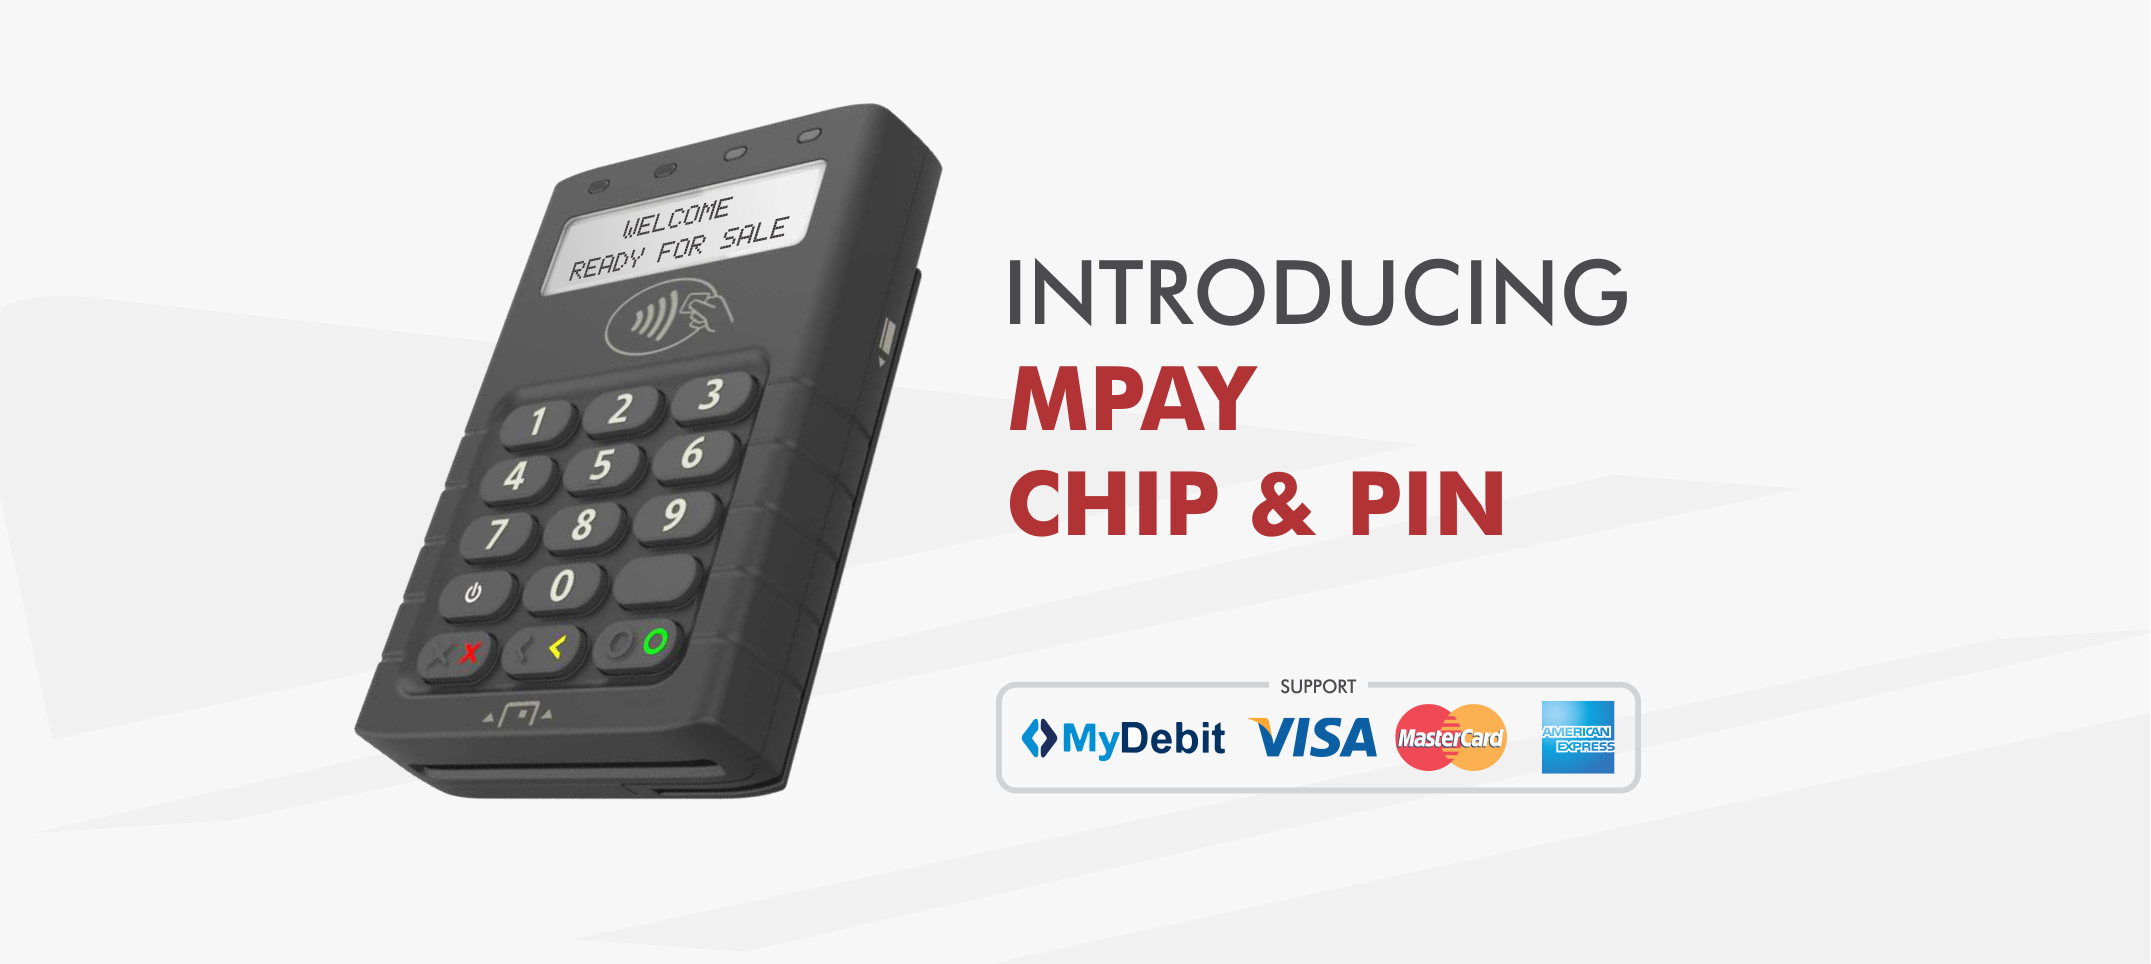 WELCOME
READY FOR SALE
1 2 3
4 5 6
7 8 9
0
INTRODUCING
MPAY
CHIP & PIN
SUPPORT
MyDebit VISA MasterCard AMERICAN EXPRESS